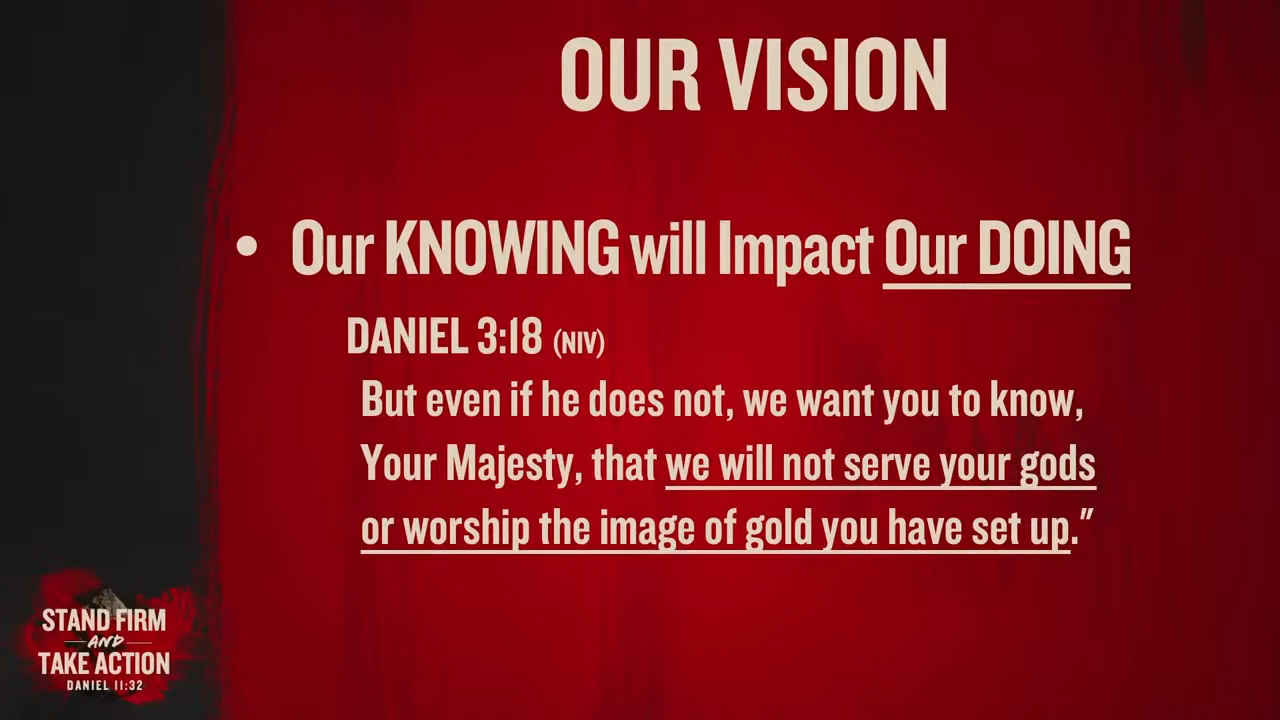 OUR VISION
• Our KNOWING will Impact Our DOING
DANIEL 3:18 (NIV)
But even if he does not, we want you to know,
Your Majesty, that we will not serve your gods
or worship the image of gold you have set up.”
STAND FIRM
AND
TAKE ACTION
DANIEL 11:32